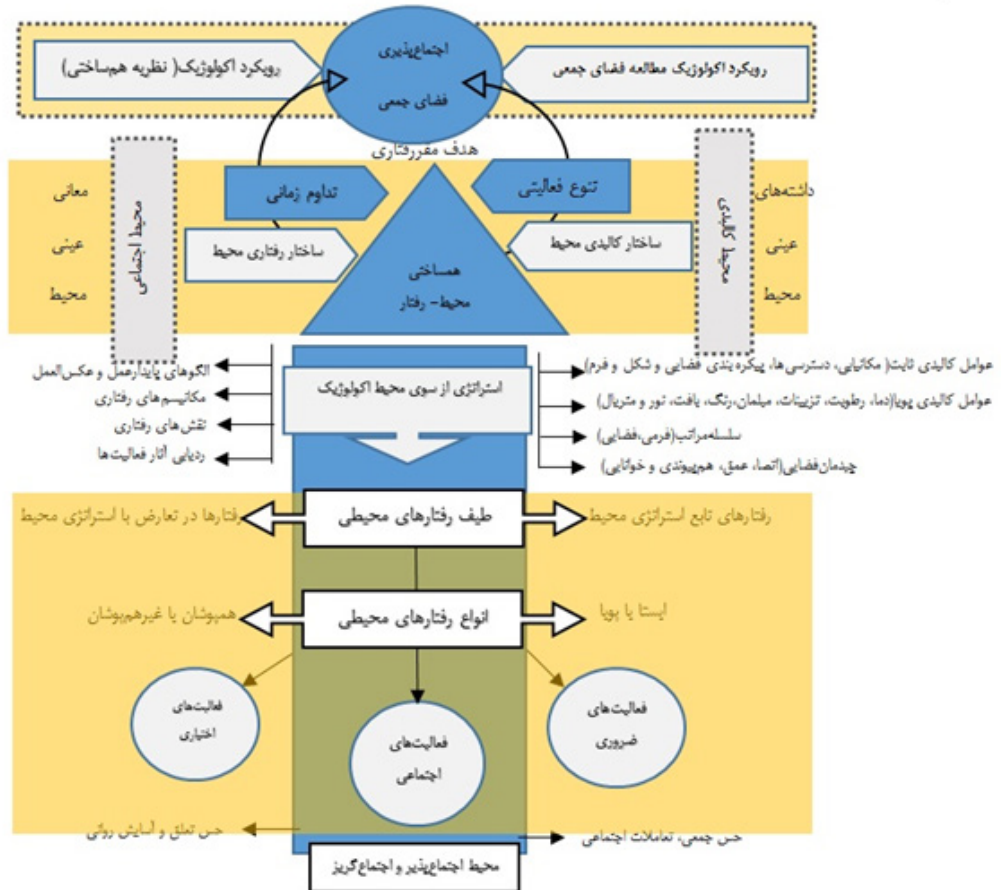 اجتماع‌پذیری
فضای جمعی
رویکرد اکولوژیک مطالعه فضای جمعی
رویکرد اکولوژیک( نظریه هم‌ساختی)
هدف مقررفتاری
تنوع فعالیتی
تداوم زمانی
داشته‌های
عینی
محیط
محیط کالبدی
ساختار کالبدی محیط
ساختار رفتاری محیط
محیط اجتماعی
معانی
عینی
محیط
همساختی
محیط- رفتار
استراتژی از سوی محیط اکولوژیک
عوامل کالبدی ثابت( مکانیابی، دسترسی‌ها، پیکره‌بندی فضایی و شکل و فرم)
عوامل کالبدی پویا(دما، رطوبت، تزیینات، مبلمان،رنگ، بافت، نور و متریال)
سلسله‌مراتب(فرمی،فضایی)
چیدمان‌فضایی(اتصا، عمق، هم‌پیوندی و خوانایی)
الگوهای پایدارعمل و عکس‌العمل
مکانیسم‌های رفتاری
نقش‌های رفتاری
ردیابی آثار فعالیت‌ها
طیف رفتارهای محیطی
رفتارهای تابع استراتژی محیط
رفتارها در تعارض با استراتژی محیط
انواع رفتارهای محیطی
ایستا یا پویا
همپوشان یا غیرهم‌پوشان
فعالیت‌های
ضروری
فعالیت‌های
اجتماعی
فعالیت‌های
اختیاری
حس جمعی، تعاملات اجتماعی
حس تعلق و آسایش روانی
محیط اجتماع‌پذیر و اجتماع‌گریز